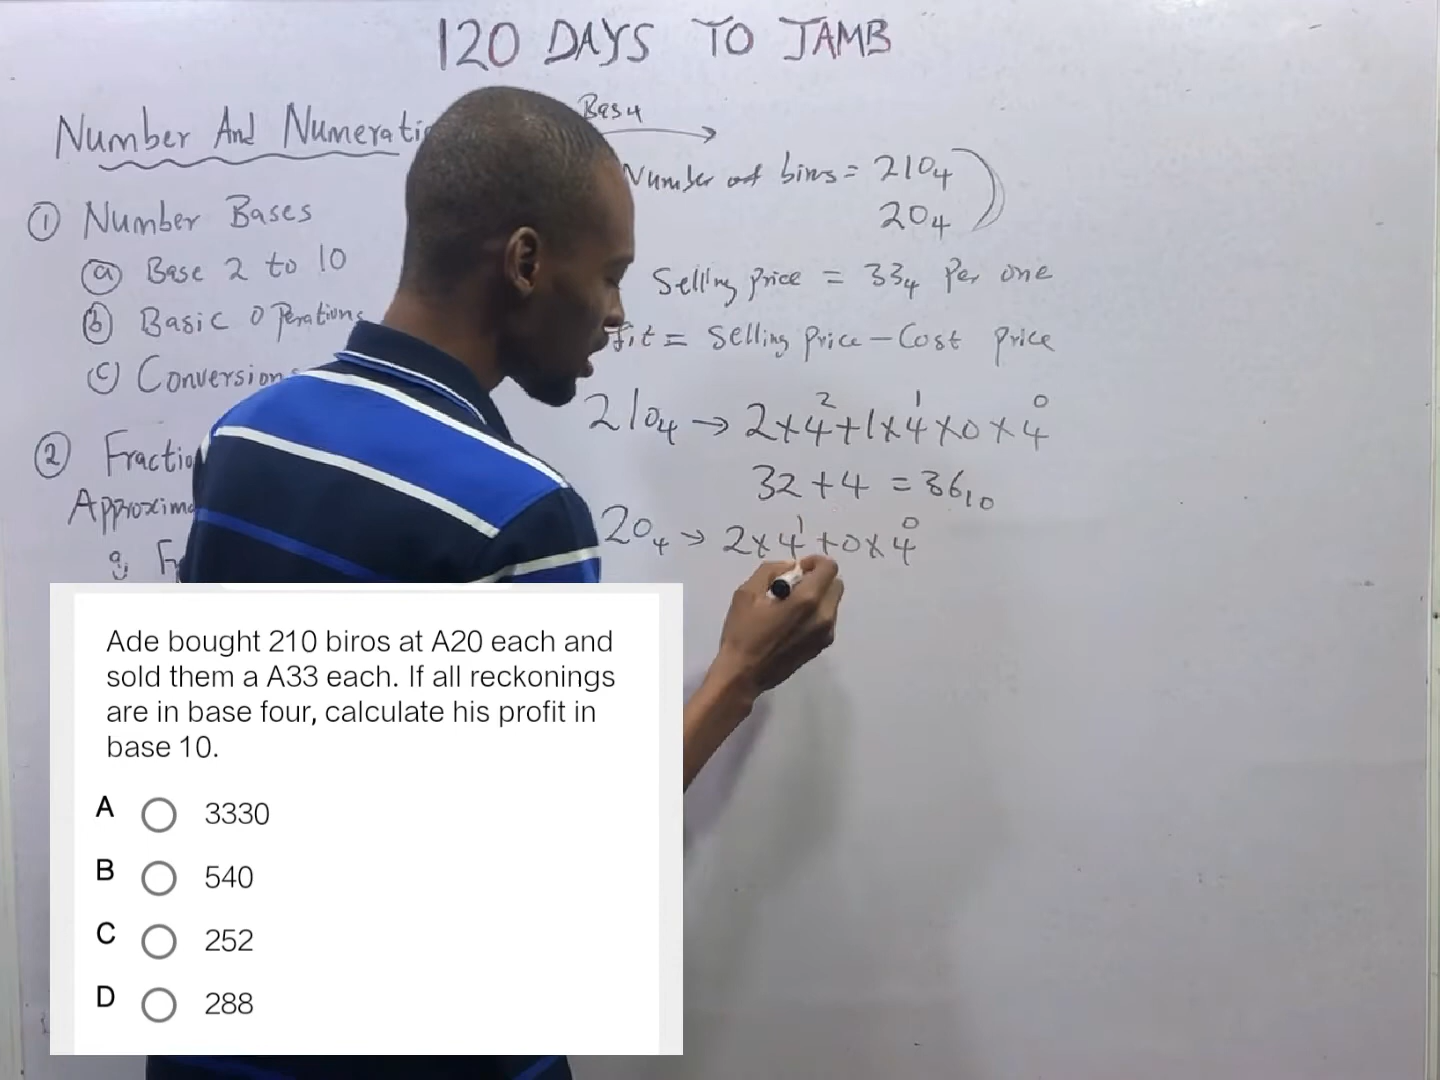 120 DAYS TO JAMB
Number And Numerati
① Number Bases
ⓐ Base 2 to 10
ⓑ Basic Operations
ⓒ Conversion
② Fractio
Approxim
Bas4
Number of biros = 210₄
20₄
Selling Price = 33₄ Per one
fit = Selling Price – Cost Price
210₄ → 2×4²+1×4¹×0×4⁰
32+4 = 36₁₀
20₄ → 2×4¹+0×4⁰
Ade bought 210 biros at A20 each and
sold them a A33 each. If all reckonings
are in base four, calculate his profit in
base 10.
A 3330
B 540
C 252
D 288